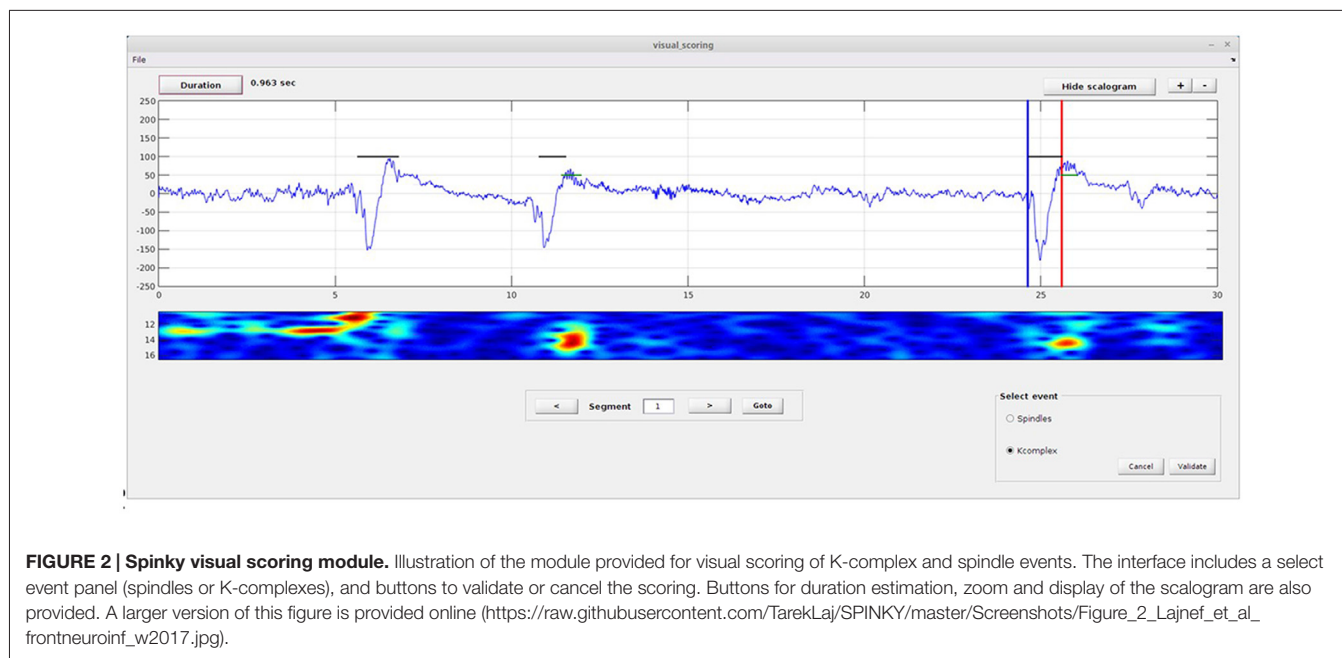 visual_scoring
File
Duration 0.963 sec Hide scalogram + -
250
200
150
100
50
0
-50
-100
-150
-200
-250
0 5 10 15 20 25 30
12
14
16
< Segment 1 > Goto
Select event
Spindles
Kcomplex
Cancel Validate
FIGURE 2 | Spinky visual scoring module. Illustration of the module provided for visual scoring of K-complex and spindle events. The interface includes a select
event panel (spindles or K-complexes), and buttons to validate or cancel the scoring. Buttons for duration estimation, zoom and display of the scalogram are also
provided. A larger version of this figure is provided online (https://raw.githubusercontent.com/TarekLaj/SPINKY/master/Screenshots/Figure_2_Lajnef_et_al_
frontneuroinf_w2017.jpg).